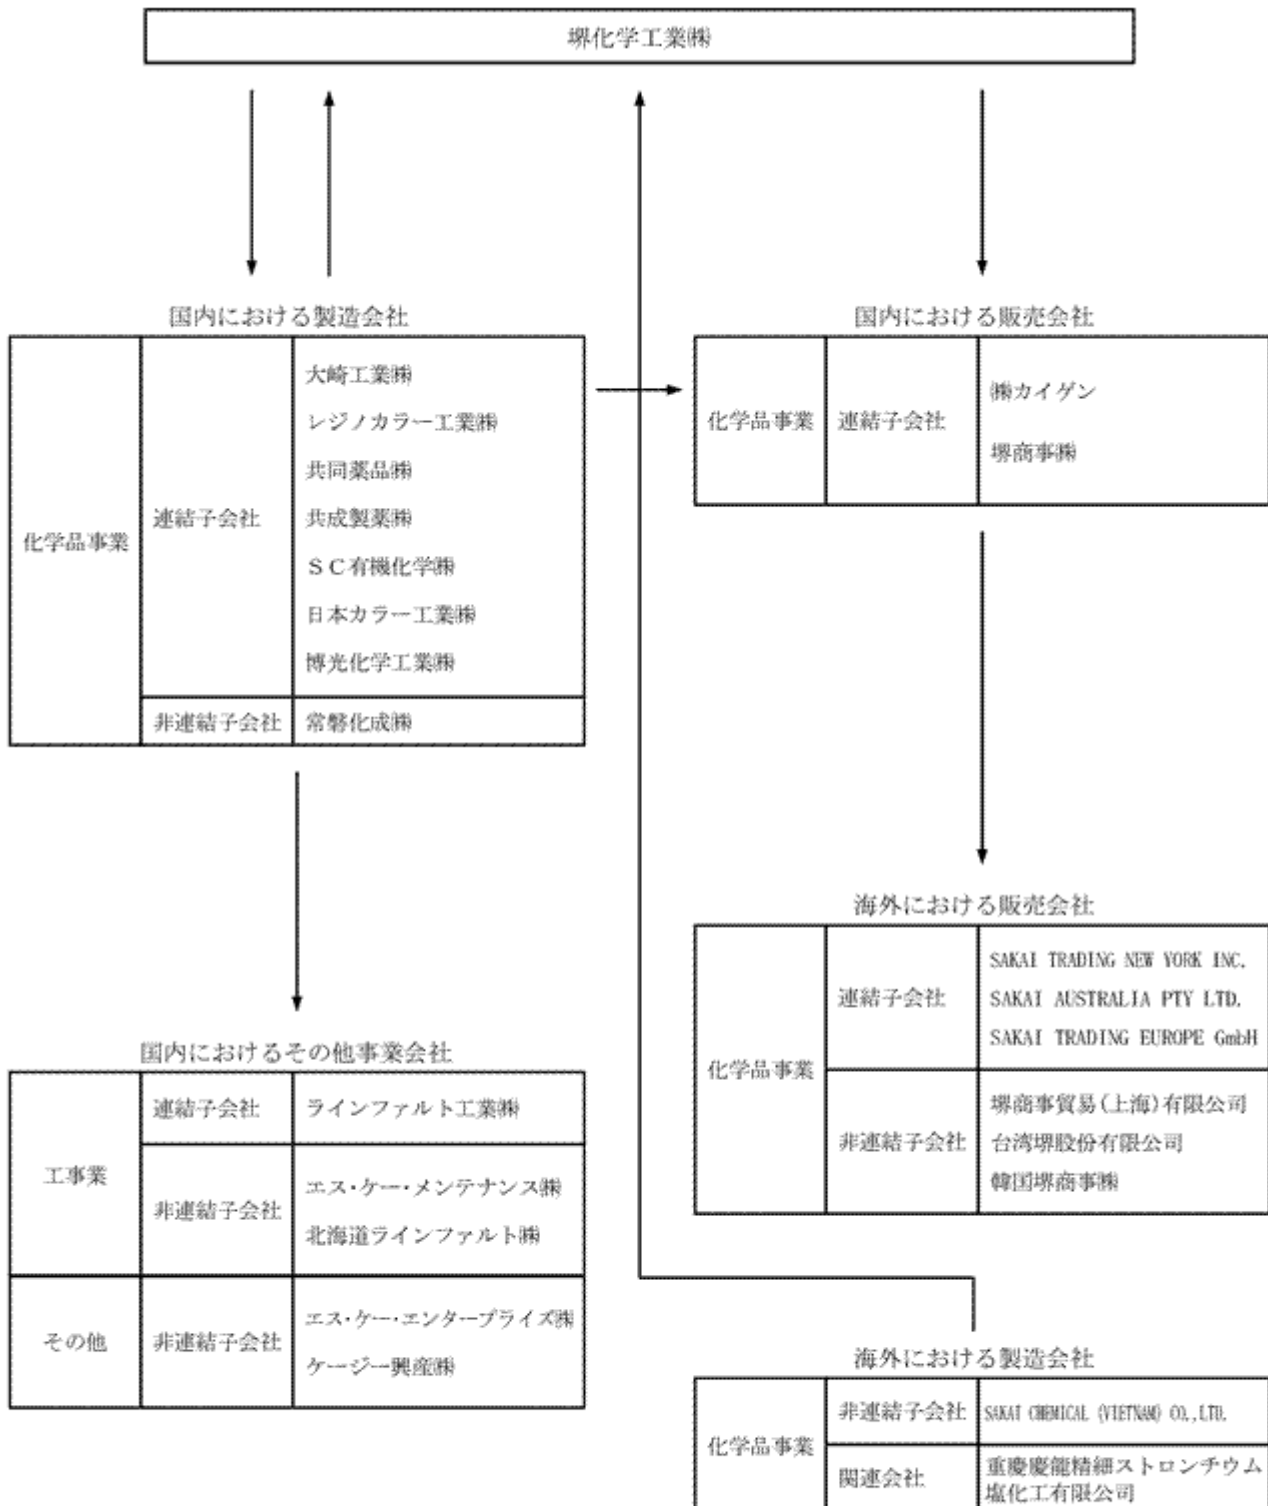 堺化学工業㈱
国内における製造会社
化学品事業
連結子会社
大崎工業㈱
レジノカラー工業㈱
共同薬品㈱
共成製薬㈱
ＳＣ有機化学㈱
日本カラー工業㈱
博光化学工業㈱
非連結子会社
常磐化成㈱
国内における販売会社
化学品事業
連結子会社
㈱カイゲン
堺商事㈱
国内におけるその他事業会社
工事業
連結子会社
ラインファルト工業㈱
非連結子会社
エス・ケー・メンテナンス㈱
北海道ラインファルト㈱
その他
非連結子会社
エス・ケー・エンタープライズ㈱
ケージー興産㈱
海外における販売会社
化学品事業
連結子会社
SAKAI TRADING NEW YORK INC.
SAKAI AUSTRALIA PTY LTD.
SAKAI TRADING EUROPE GmbH
非連結子会社
堺商事貿易(上海)有限公司
台湾堺股份有限公司
韓国堺商事㈱
海外における製造会社
化学品事業
非連結子会社
SAKAI CHEMICAL (VIETNAM) CO.,LTD.
関連会社
重慶慶龍精細ストロンチウム
塩化工有限公司